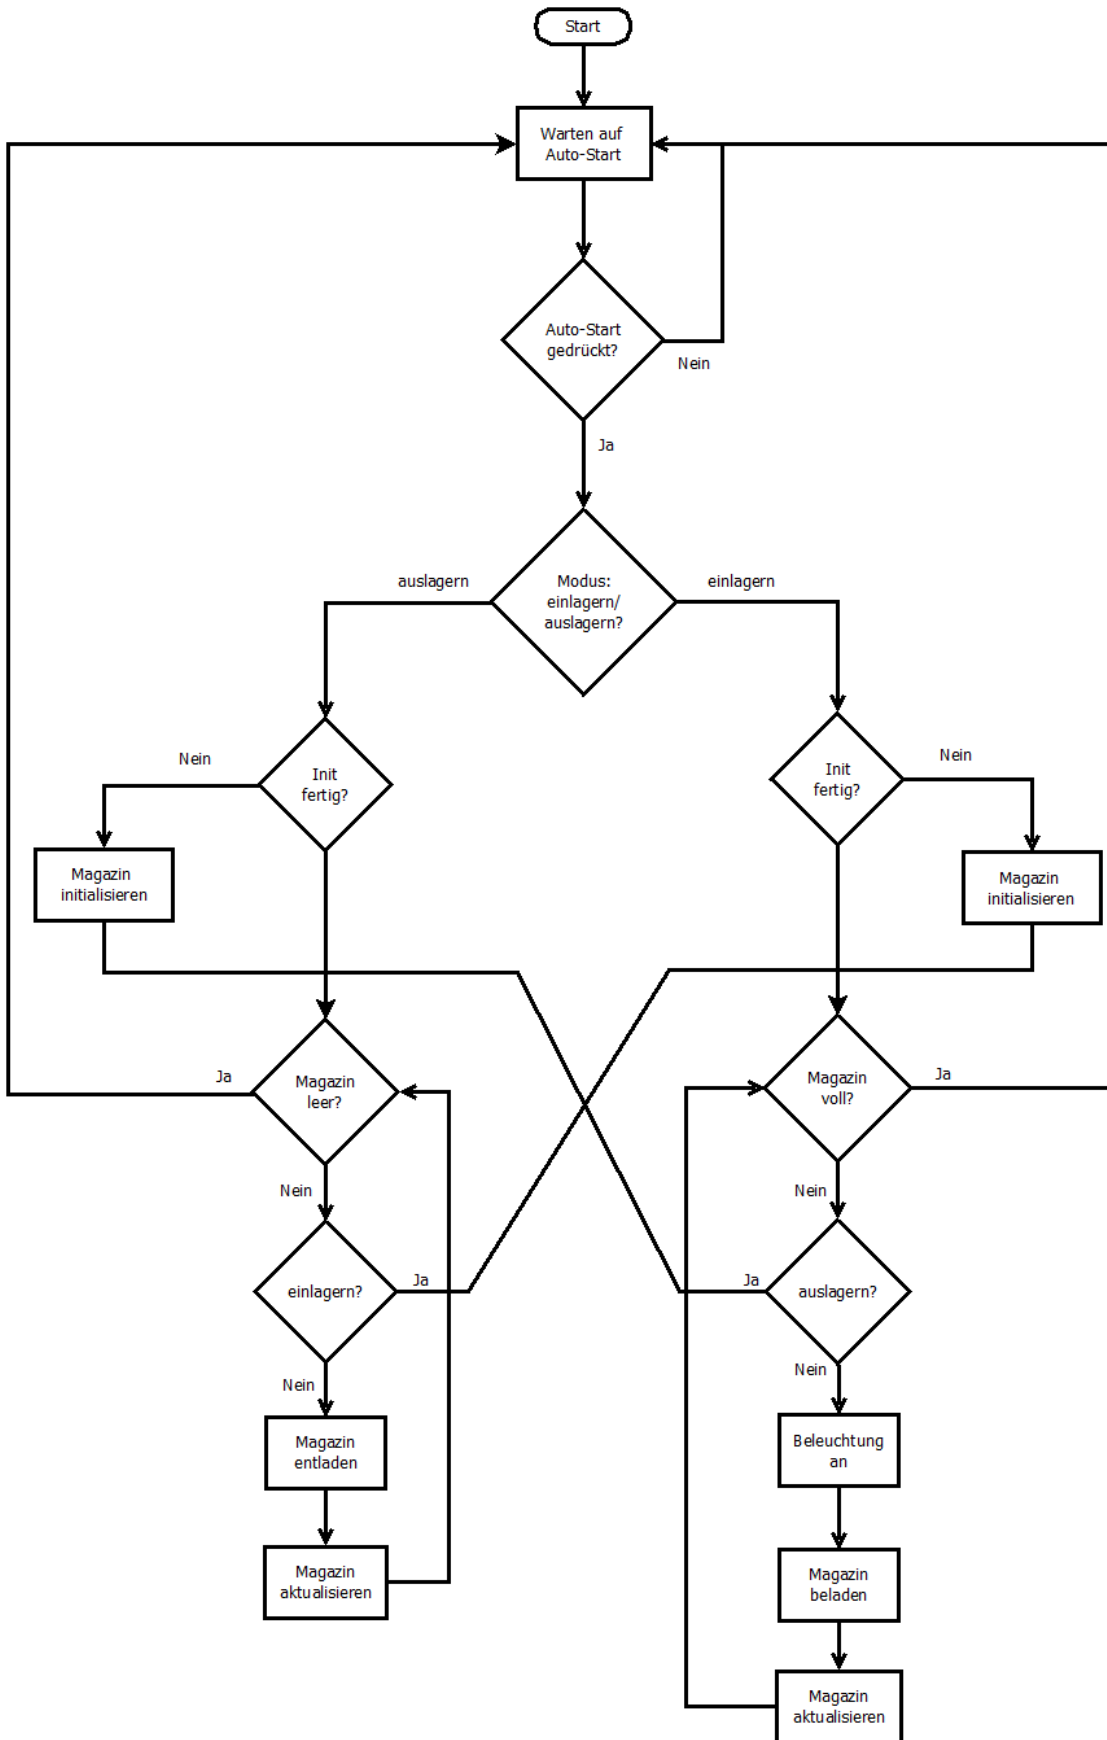 Start
Warten auf
Auto-Start
Auto-Start
gedrückt?
Nein
Ja
auslagern
Modus:
einlagern/
auslagern?
einlagern
Nein
Init
fertig?
Init
fertig?
Nein
Magazin
initialisieren
Magazin
initialisieren
Ja
Magazin
leer?
Magazin
voll?
Ja
Nein
Nein
einlagern?
Ja
Ja
auslagern?
Nein
Nein
Magazin
entladen
Beleuchtung
an
Magazin
aktualisieren
Magazin
beladen
Magazin
aktualisieren